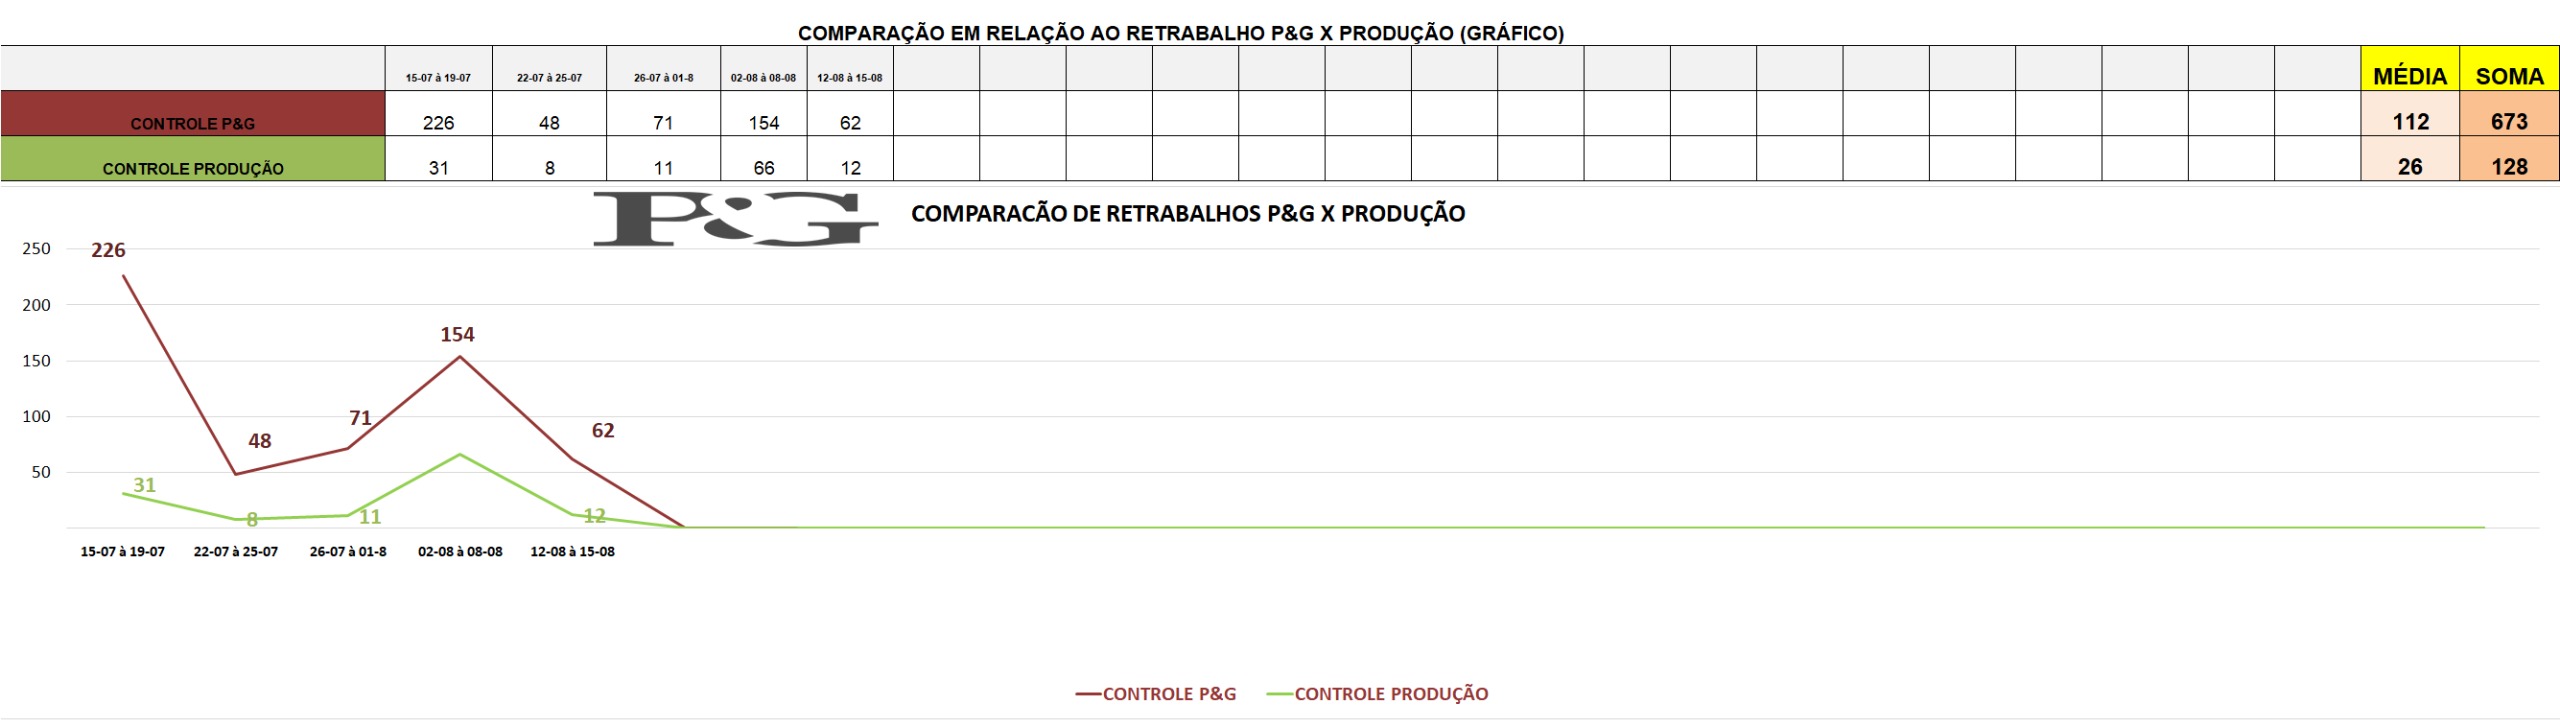 COMPARAÇÃO EM RELAÇÃO AO RETRABALHO P&G X PRODUÇÃO (GRÁFICO)
15-07 à 19-07 22-07 à 25-07 26-07 à 01-8 02-08 à 08-08 12-08 à 15-08 MÉDIA SOMA
CONTROLE P&G 226 48 71 154 62 112 673
CONTROLE PRODUÇÃO 31 8 11 66 12 26 128
P&G COMPARACÃO DE RETRABALHOS P&G X PRODUÇÃO
250
226
200
154
150
100
71
62
48
50
31
8
11
12
15-07 à 19-07 22-07 à 25-07 26-07 à 01-8 02-08 à 08-08 12-08 à 15-08
CONTROLE P&G CONTROLE PRODUÇÃO